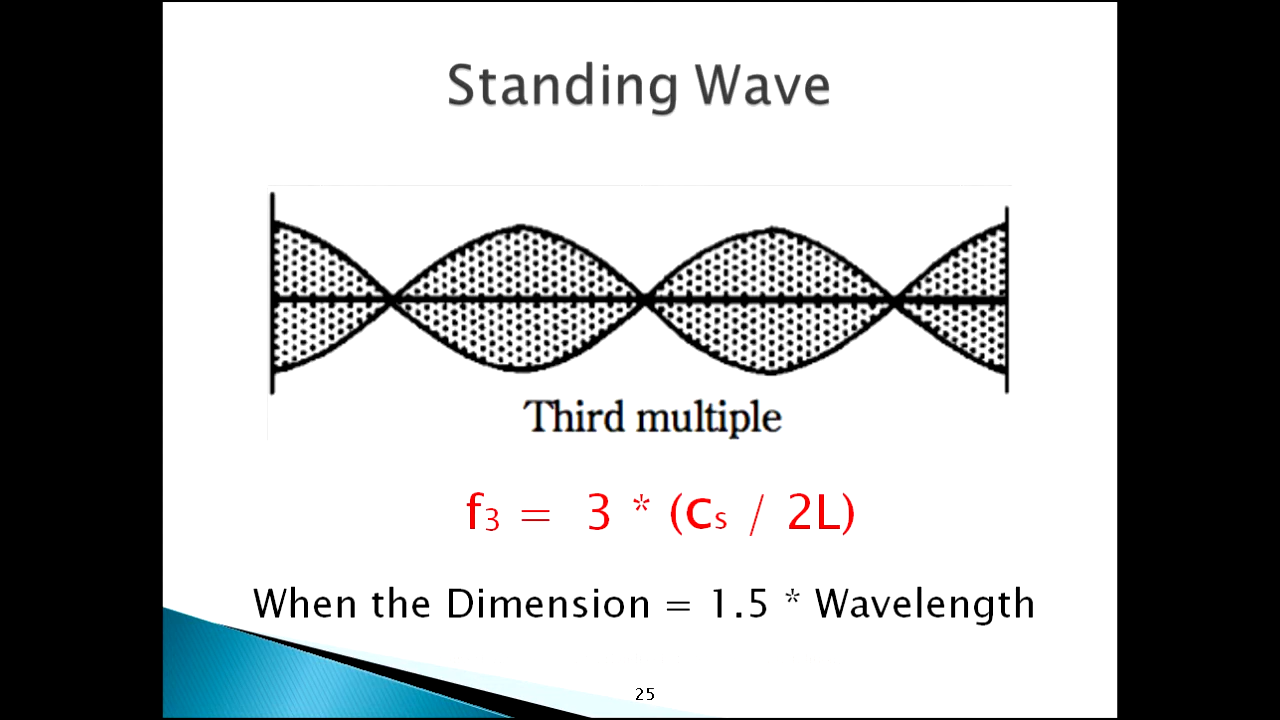 Standing Wave
Third multiple
f3 = 3 * (Cs / 2L)
When the Dimension = 1.5 * Wavelength
25